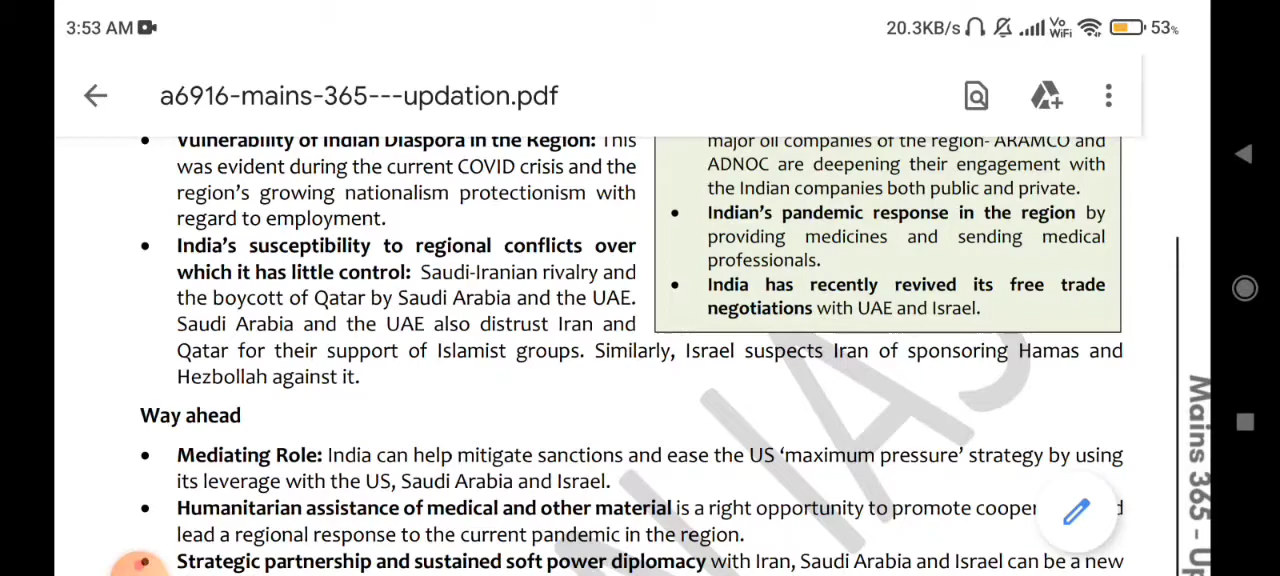 3:53 AM
20.3KB/s Vo WiFi 53%
a6916-mains-365---updation.pdf
• Vulnerability of Indian Diaspora in the Region: This
was evident during the current COVID crisis and the
region's growing nationalism protectionism with
regard to employment.
• India's susceptibility to regional conflicts over
which it has little control: Saudi-Iranian rivalry and
the boycott of Qatar by Saudi Arabia and the UAE.
Saudi Arabia and the UAE also distrust Iran and
Qatar for their support of Islamist groups. Similarly, Israel suspects Iran of sponsoring Hamas and
Hezbollah against it.
major oil companies of the region- ARAMCO and
ADNOC are deepening their engagement with
the Indian companies both public and private.
• Indian's pandemic response in the region by
providing medicines and sending medical
professionals.
• India has recently revived its free trade
negotiations with UAE and Israel.
Way ahead
• Mediating Role: India can help mitigate sanctions and ease the US 'maximum pressure' strategy by using
its leverage with the US, Saudi Arabia and Israel.
• Humanitarian assistance of medical and other material is a right opportunity to promote cooper
lead a regional response to the current pandemic in the region.
• Strategic partnership and sustained soft power diplomacy with Iran, Saudi Arabia and Israel can be a new
Mains 365 - Up
IAS